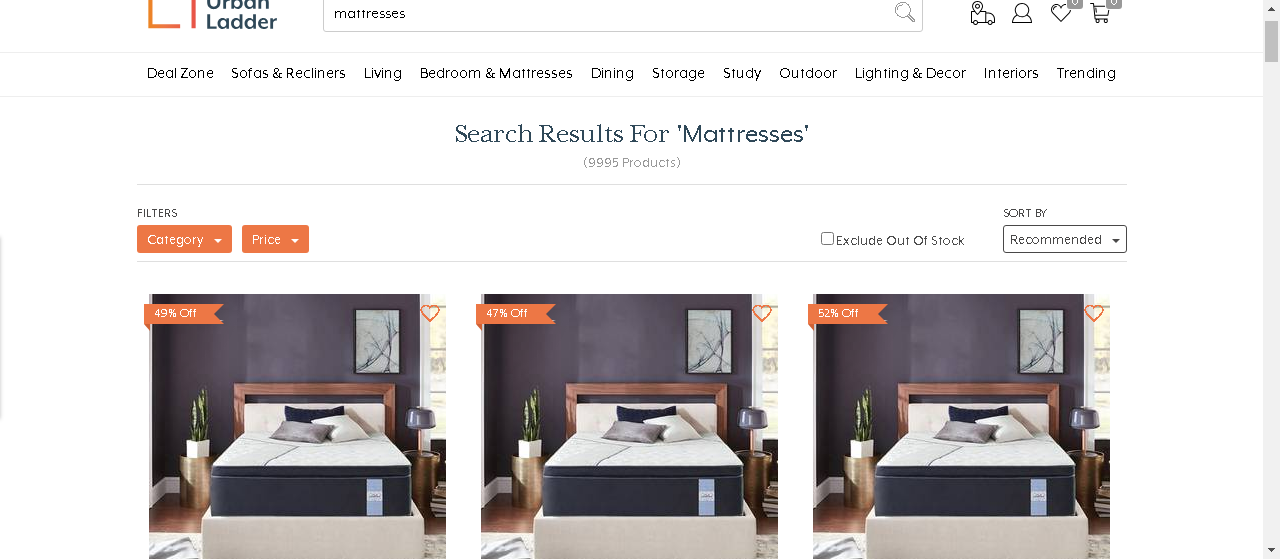 Urban
Ladder
mattresses
0
0
Deal Zone Sofas & Recliners Living Bedroom & Mattresses Dining Storage Study Outdoor Lighting & Decor Interiors Trending
Search Results For 'Mattresses'
(9995 Products)
FILTERS
SORT BY
Category Price Exclude Out Of Stock Recommended
49% Off 47% Off 52% Off